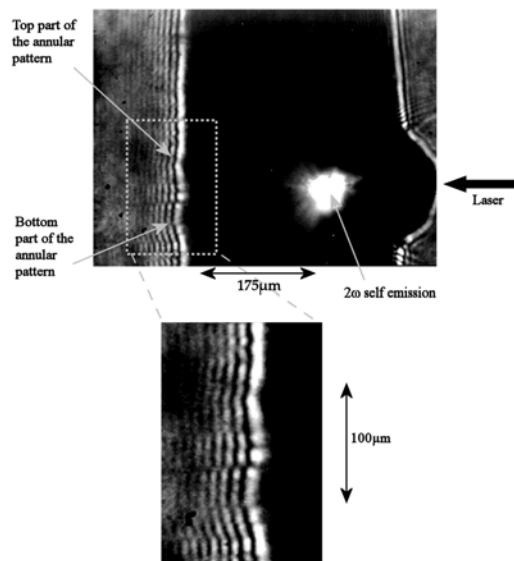 Top part of
the annular
pattern
Bottom
part of the
annular
pattern
Laser
175μm
2ω self emission
100μm